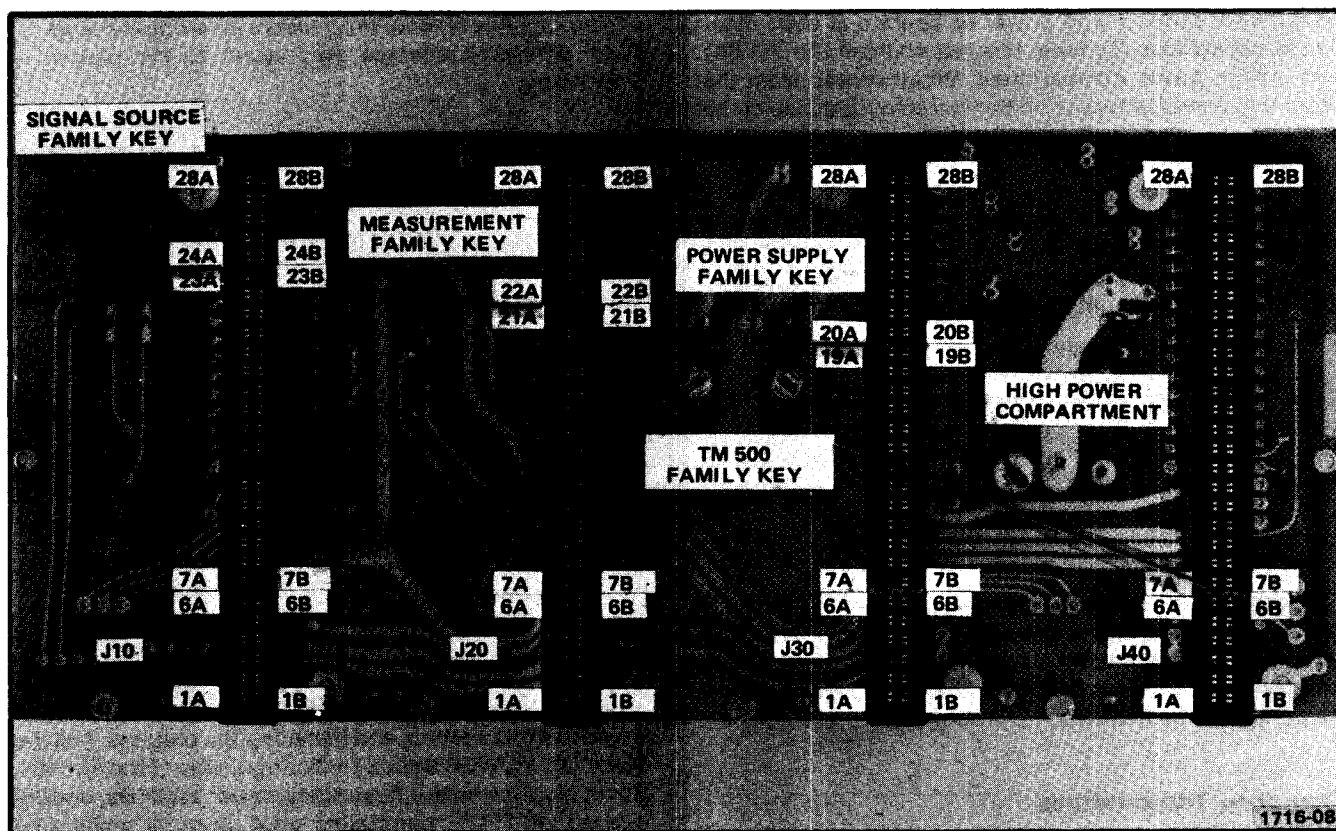 SIGNAL SOURCE
FAMILY KEY
28A 28B 28A 28B 28A 28B 28A 28B
MEASUREMENT
FAMILY KEY
24A 24B
23A 23B
POWER SUPPLY
FAMILY KEY
22A 22B
21A 21B
20A 20B
19A 19B
HIGH POWER
COMPARTMENT
TM 500
FAMILY KEY
7A 7B 7A 7B 7A 7B 7A 7B
6A 6B 6A 6B 6A 6B 6A 6B
J10 J20 J30 J40
1A 1B 1A 1B 1A 1B 1A 1B
1716-08